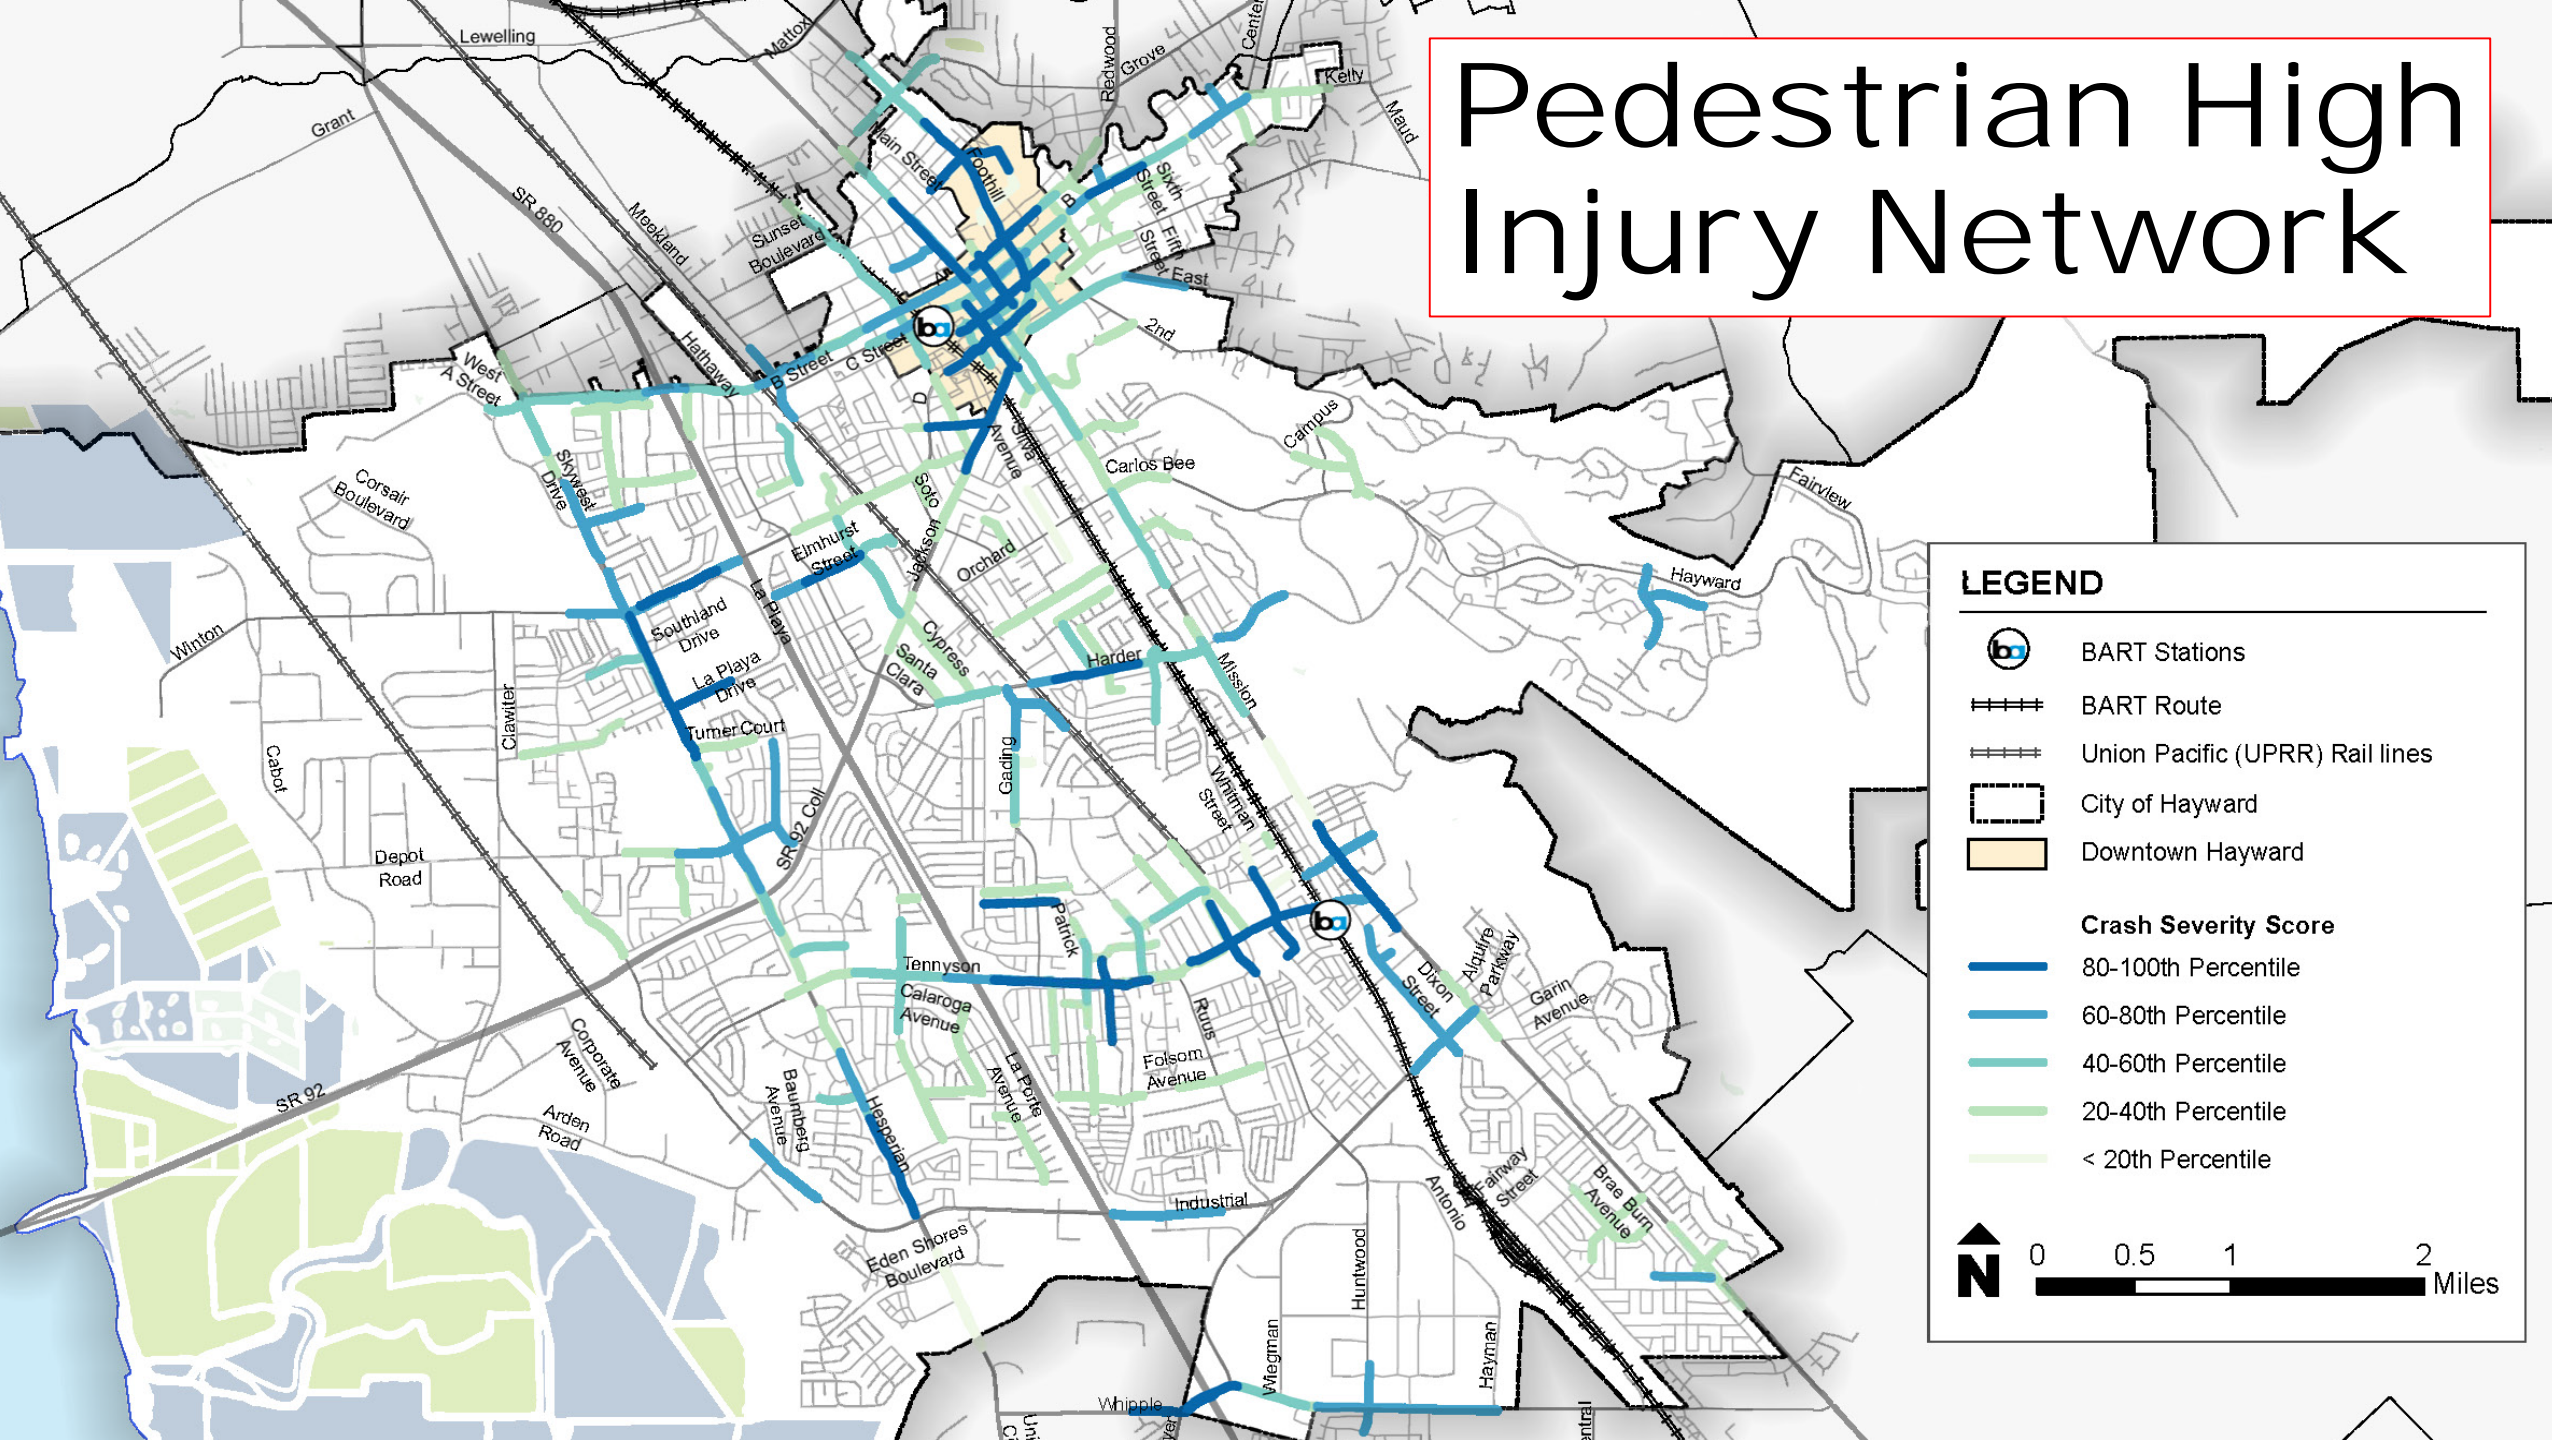 Pedestrian High
Injury Network
LEGEND
BART Stations
BART Route
Union Pacific (UPRR) Rail lines
City of Hayward
Downtown Hayward
Crash Severity Score
80-100th Percentile
60-80th Percentile
40-60th Percentile
20-40th Percentile
< 20th Percentile
N
0 0.5 1 2
Miles
Lewelling
Mattox
Redwood
Grove
Center
Kelly
Maud
Grant
SR 880
Meekland
Sunset
Boulevard
Main Street
Foothill
B
Sixth
Street
Fifth
Street
East
2nd
A
Hathaway
B Street
C Street
D
West
A Street
Skywest
Drive
Corsair
Boulevard
Silva
Avenue
Soto
Jackson
Carlos Bee
Campus
Fairview
Hayward
Elmhurst
Street
Orchard
Winton
Southland
Drive
La Playa
La Playa
Drive
Turner Court
Cypress
Santa
Clara
Harder
Mission
Clawiter
Cabot
Gading
Whitman
Street
SR 92 Coll
Depot
Road
Patrick
Tennyson
Calaroga
Avenue
Ruus
Dixon
Street
Alquire
Parkway
Garin
Avenue
Corporate
Avenue
SR 92
Arden
Road
Baumberg
Avenue
Hesperian
La Porte
Avenue
Folsom
Avenue
Industrial
Eden Shores
Boulevard
Huntwood
Antonio
Fairway
Street
Brae Burn
Avenue
Wiegman
Hayman
Whipple